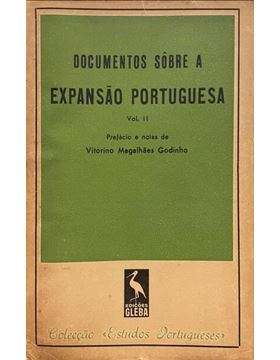 DOCUMENTOS SÔBRE A
EXPANSÃO PORTUGUESA
Vol. II
Prefácio e notas de
Vitorino Magalhães Godinho
EDIÇÕES
GLEBA
Colecção «Estudos Portugueses»